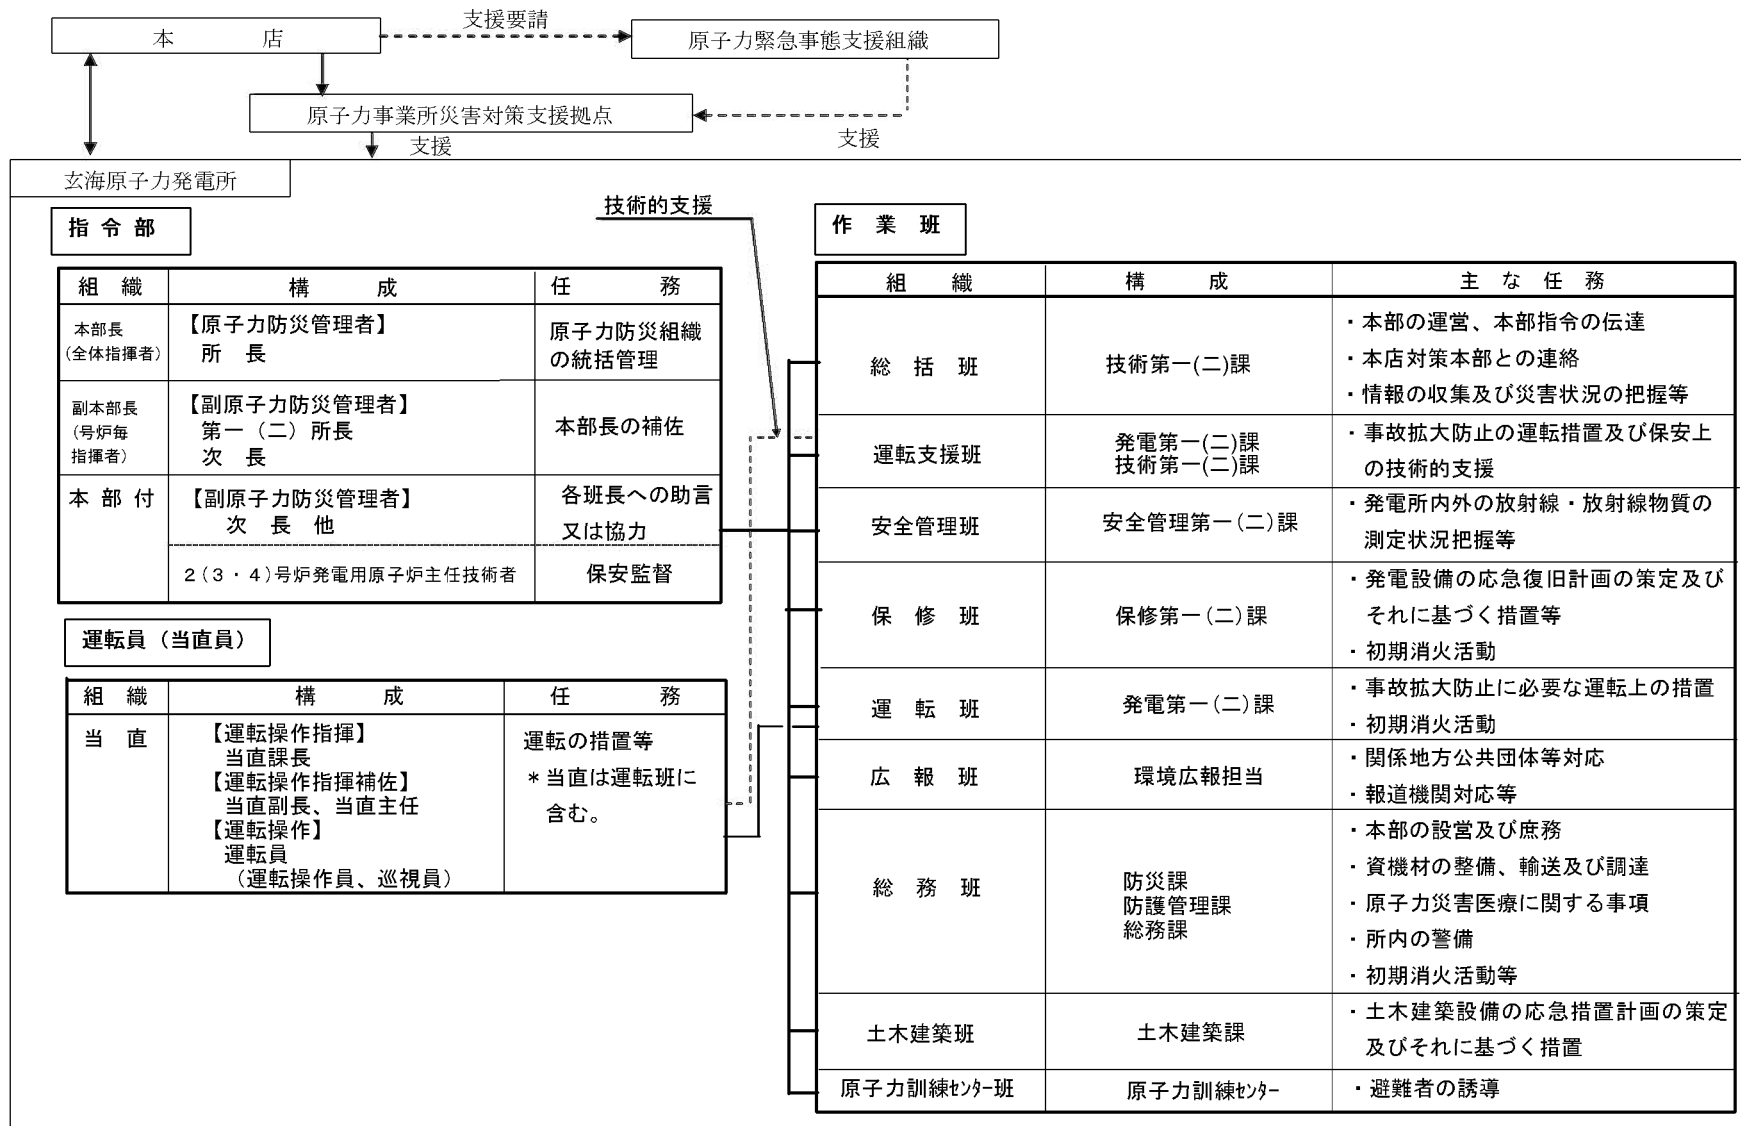 本　店
支援要請
原子力緊急事態支援組織
原子力事業所災害対策支援拠点
支援
支援
玄海原子力発電所
指 令 部
技術的支援
組 織
構 成
任 務
本部長
(全体指揮者)
【原子力防災管理者】
所 長
原子力防災組織
の統括管理
副本部長
(号炉毎
指揮者)
【副原子力防災管理者】
第一（二）所長
次 長
本部長の補佐
本 部 付
【副原子力防災管理者】
次 長 他
各班長への助言
又は協力
2(3・4)号炉発電用原子炉主任技術者
保安監督
運転員（当直員）
組 織
構 成
任 務
当 直
【運転操作指揮】
当直課長
【運転操作指揮補佐】
当直副長、当直主任
【運転操作】
運転員
（運転操作員、巡視員）
運転の措置等
＊当直は運転班に
含む。
作 業 班
組 織
構 成
主 な 任 務
総 括 班
技術第一(二)課
・本部の運営、本部指令の伝達
・本店対策本部との連絡
・情報の収集及び災害状況の把握等
運転支援班
発電第一(二)課
技術第一(二)課
・事故拡大防止の運転措置及び保安上
の技術的支援
安全管理班
安全管理第一(二)課
・発電所内外の放射線・放射線物質の
測定状況把握等
保 修 班
保修第一(二)課
・発電設備の応急復旧計画の策定及び
それに基づく措置等
・初期消火活動
運 転 班
発電第一(二)課
・事故拡大防止に必要な運転上の措置
・初期消火活動
広 報 班
環境広報担当
・関係地方公共団体等対応
・報道機関対応等
総 務 班
防災課
防護管理課
総務課
・本部の設営及び庶務
・資機材の整備、輸送及び調達
・原子力災害医療に関する事項
・所内の警備
・初期消火活動等
土木建築班
土木建築課
・土木建築設備の応急措置計画の策定
及びそれに基づく措置
原子力訓練ｾﾝﾀｰ班
原子力訓練ｾﾝﾀｰ
・避難者の誘導